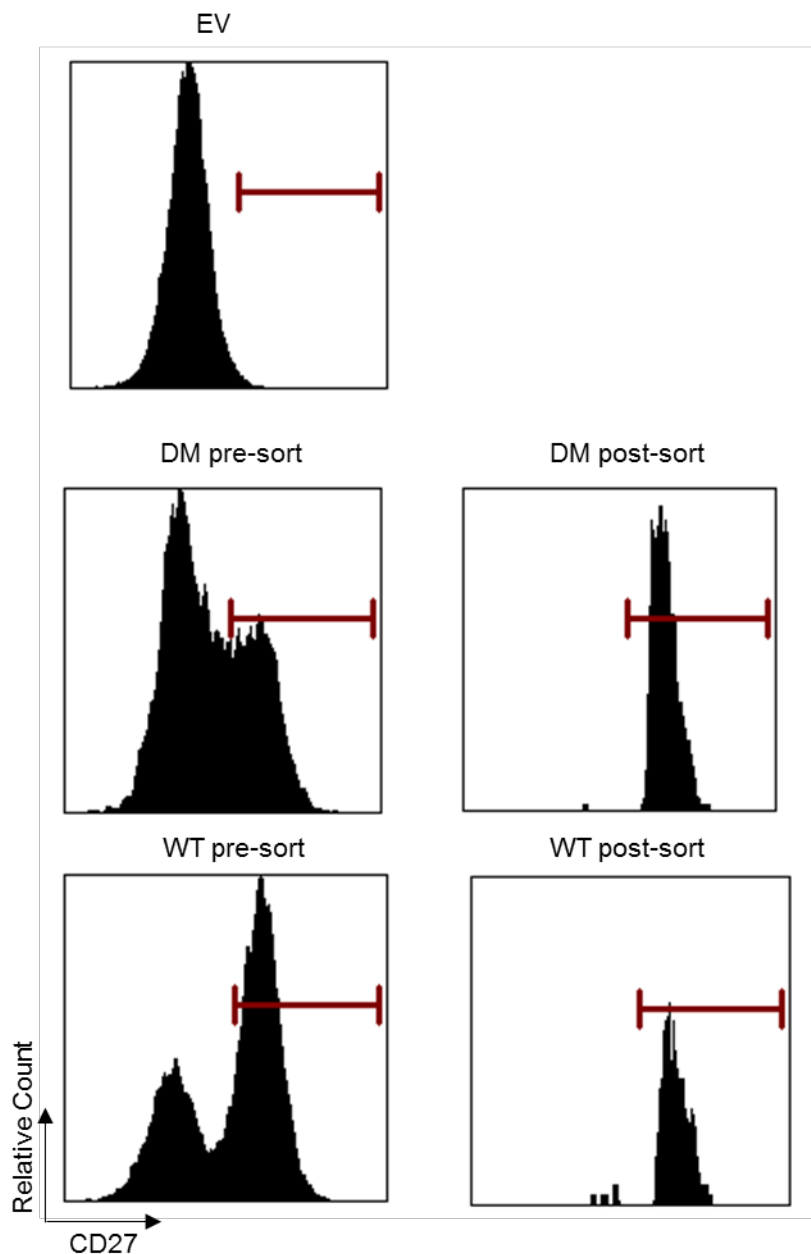 EV
DM pre-sort
DM post-sort
WT pre-sort
WT post-sort
Relative Count
CD27